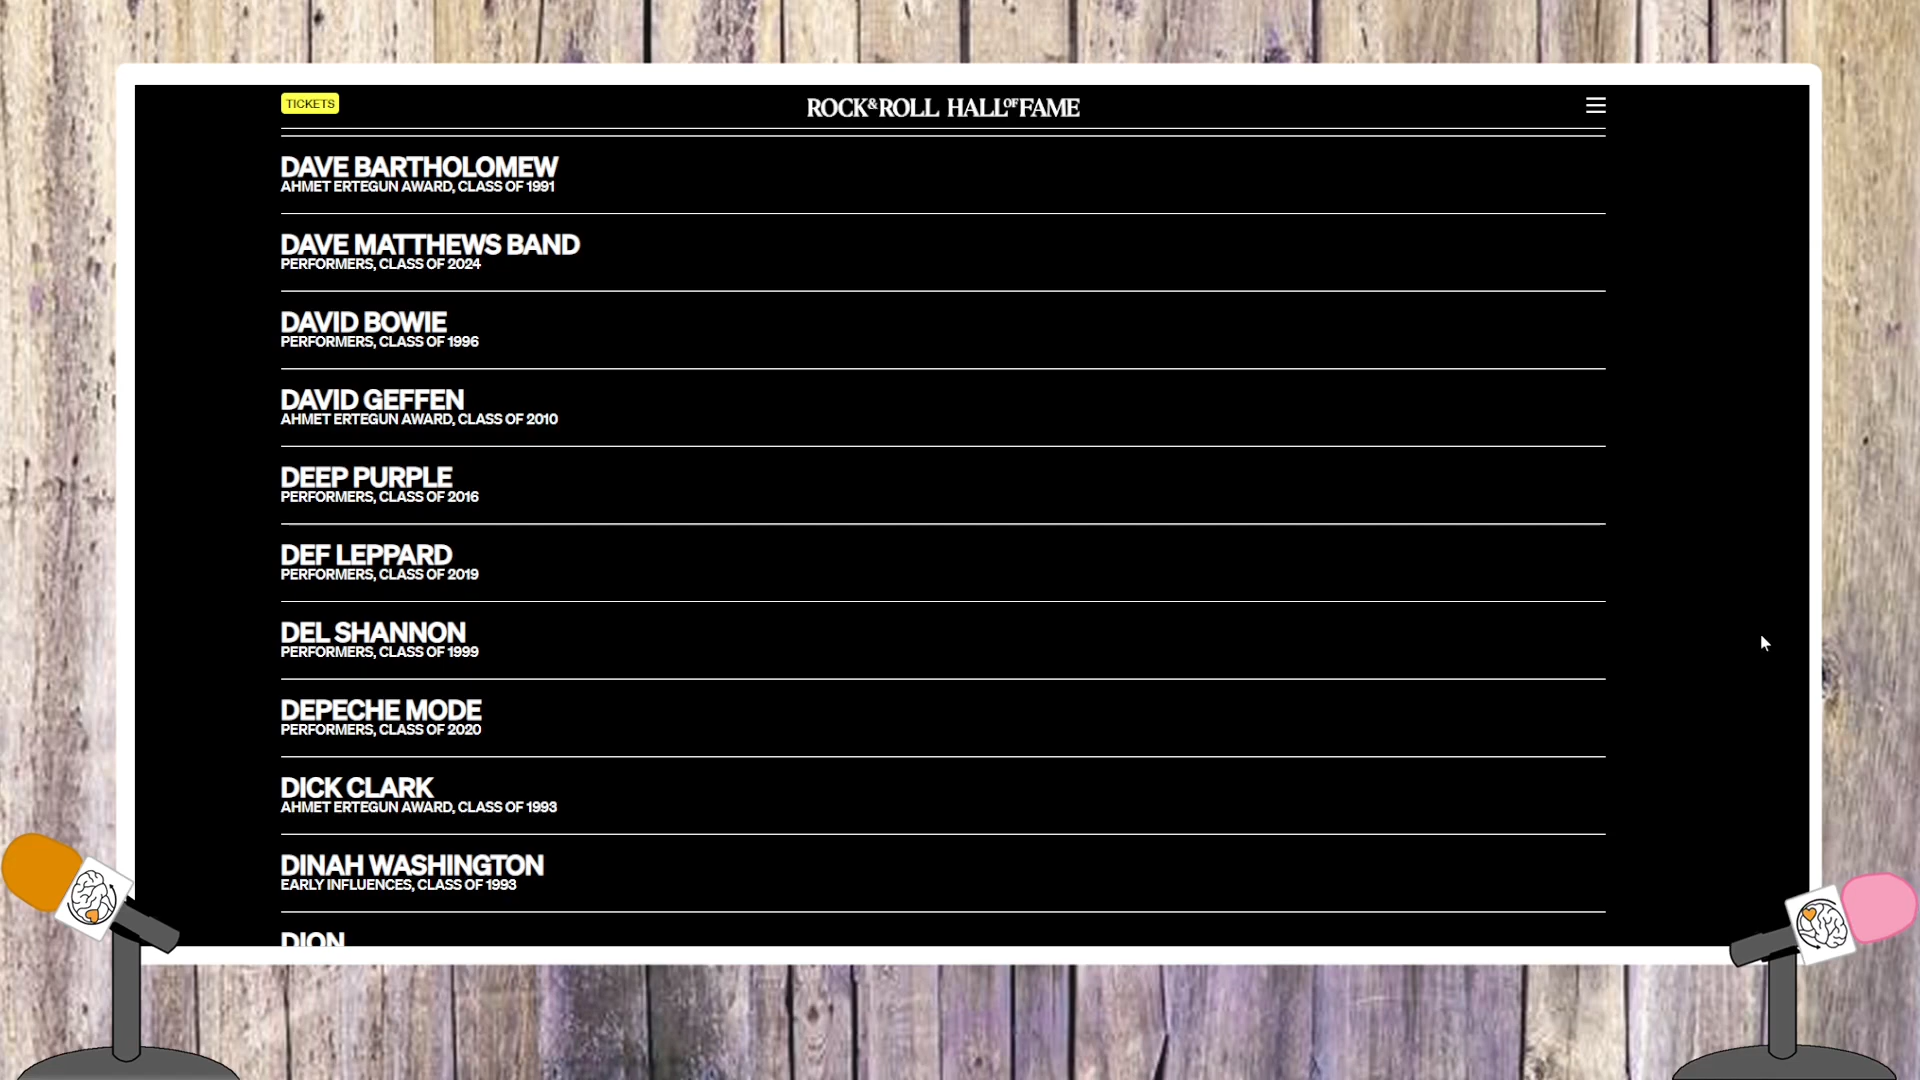 TICKETS
ROCK&ROLL HALL OF FAME
DAVE BARTHOLOMEW
AHMET ERTEGUN AWARD, CLASS OF 1991
DAVE MATTHEWS BAND
PERFORMERS, CLASS OF 2024
DAVID BOWIE
PERFORMERS, CLASS OF 1996
DAVID GEFFEN
AHMET ERTEGUN AWARD, CLASS OF 2010
DEEP PURPLE
PERFORMERS, CLASS OF 2016
DEF LEPPARD
PERFORMERS, CLASS OF 2019
DEL SHANNON
PERFORMERS, CLASS OF 1999
DEPECHE MODE
PERFORMERS, CLASS OF 2020
DICK CLARK
AHMET ERTEGUN AWARD, CLASS OF 1993
DINAH WASHINGTON
EARLY INFLUENCES, CLASS OF 1993
DION